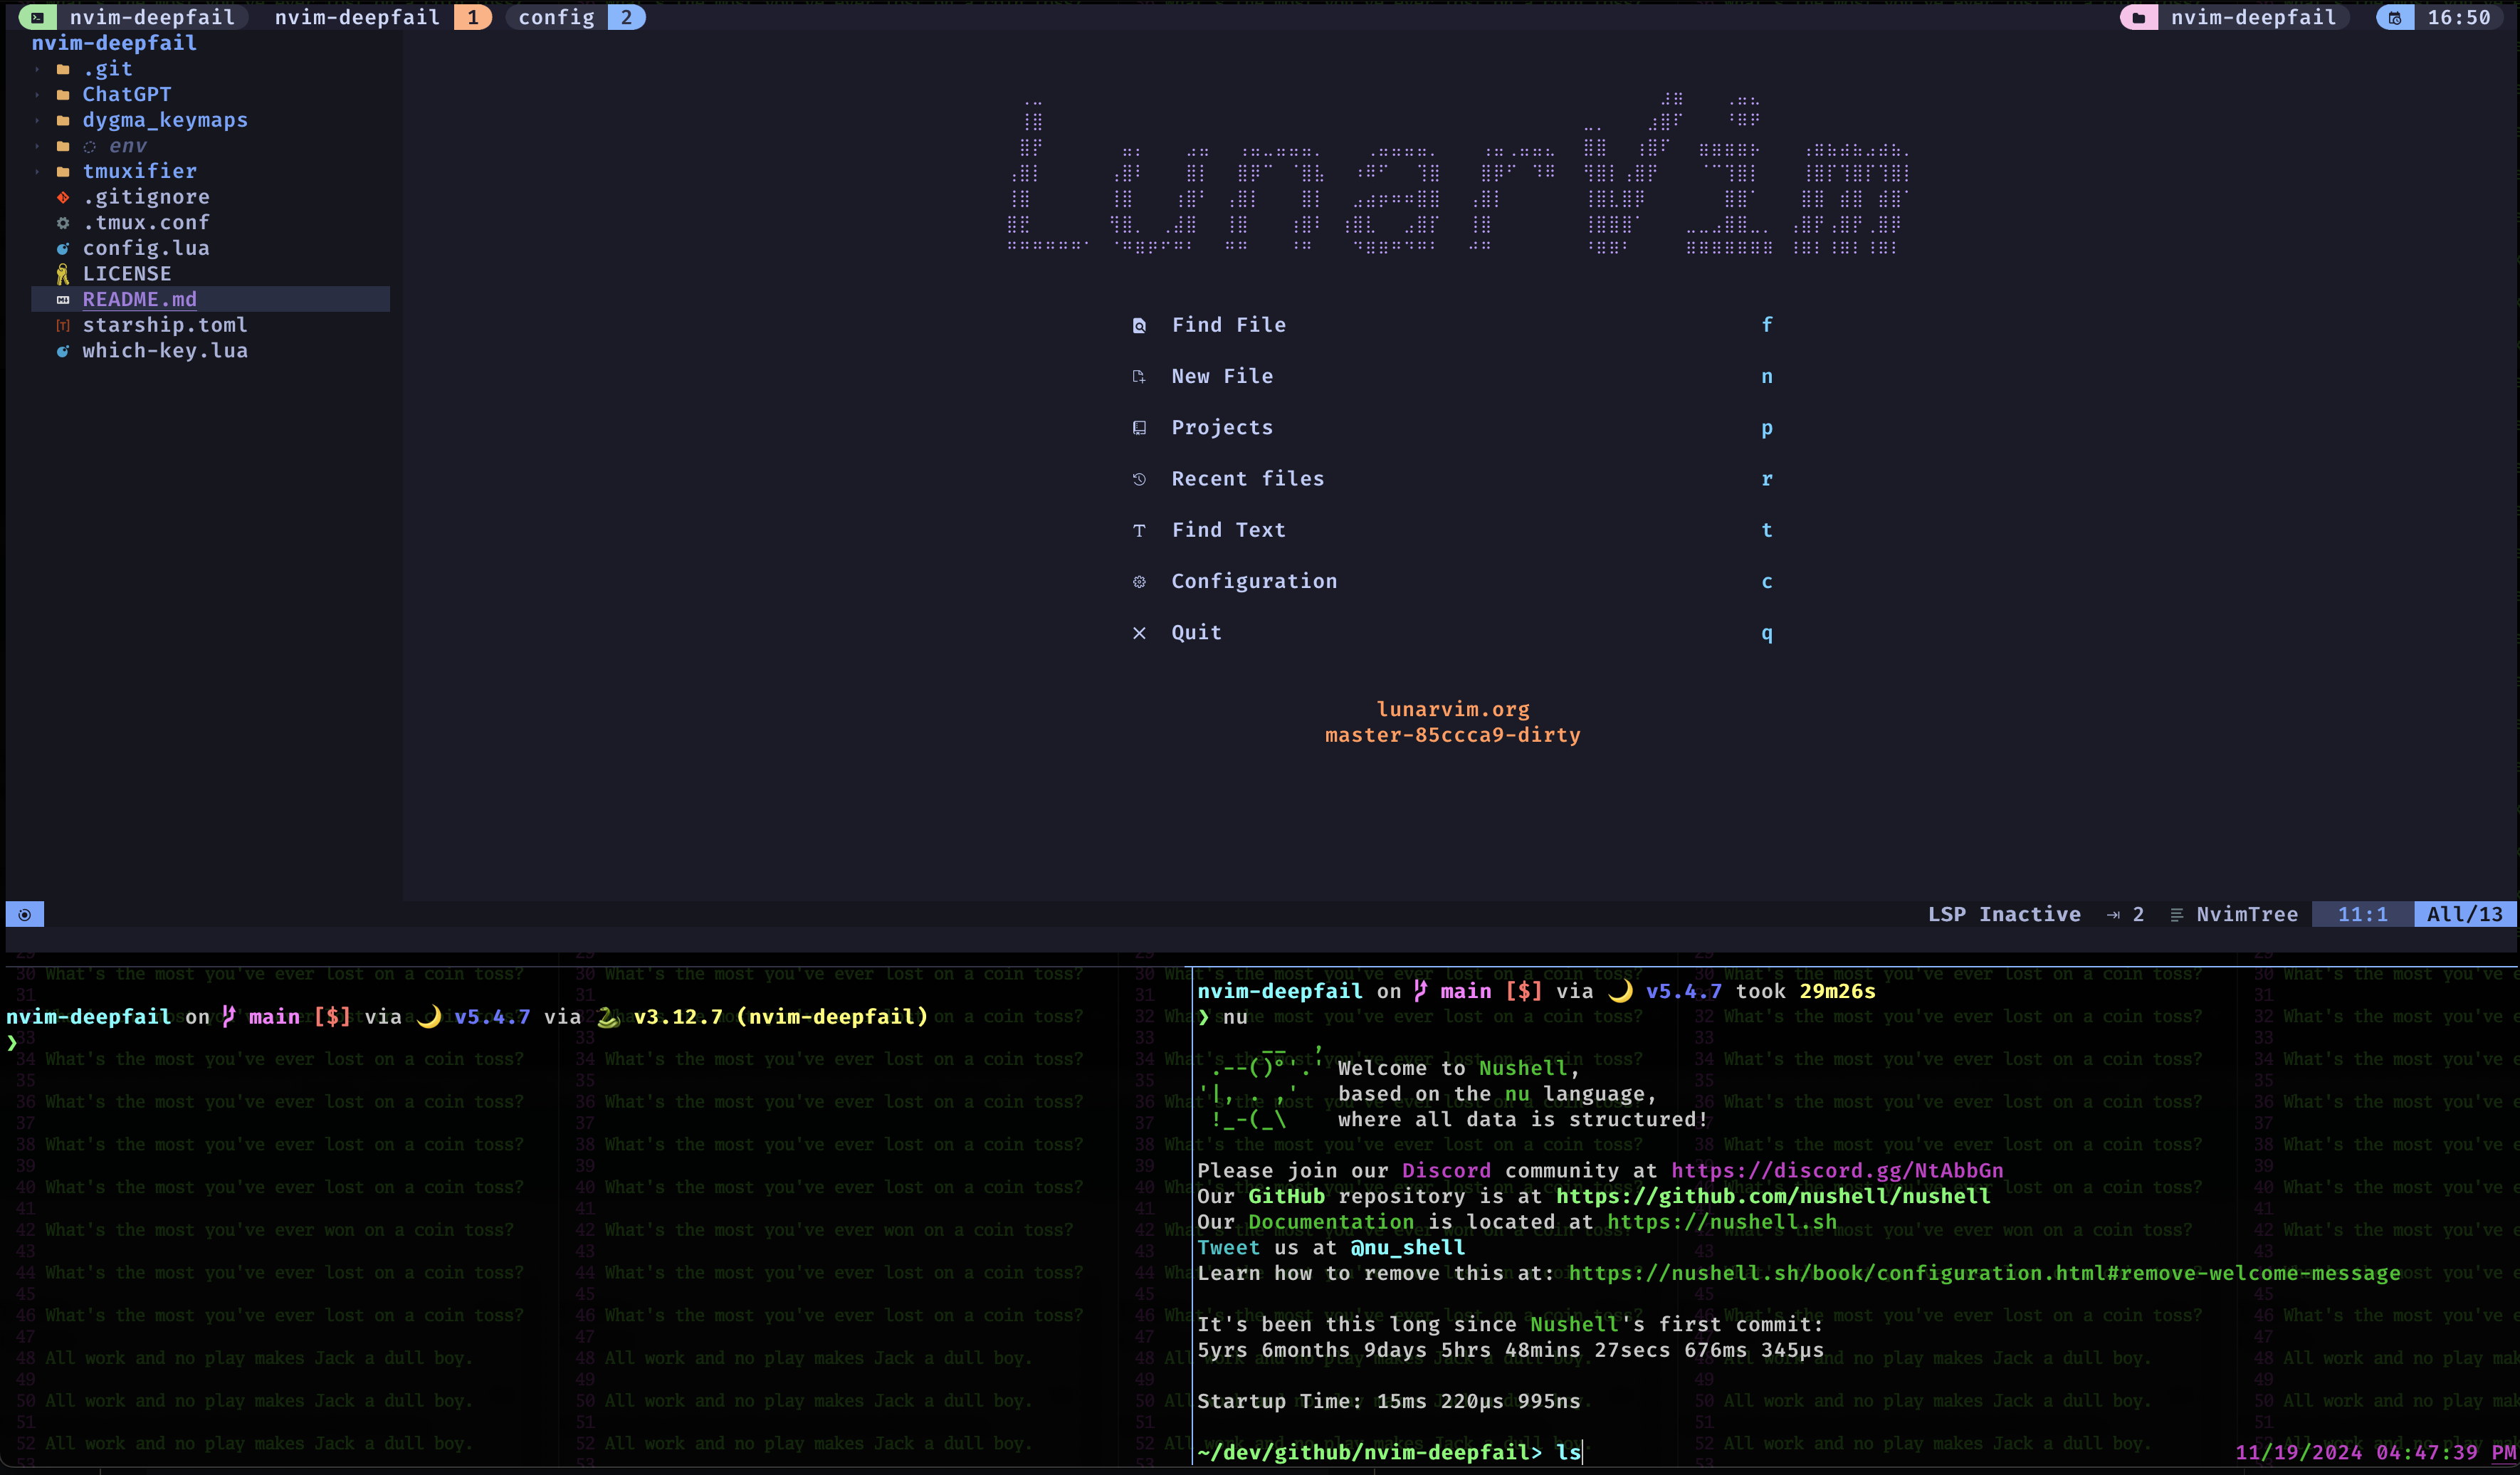 nvim-deepfail nvim-deepfail 1 config 2 nvim-deepfail 16:50
nvim-deepfail
.git
ChatGPT
dygma_keymaps
env
tmuxifier
.gitignore
.tmux.conf
config.lua
LICENSE
README.md
starship.toml
which-key.lua
LunarVim
Find File f
New File n
Projects p
Recent files r
Find Text t
Configuration c
Quit q
lunarvim.org
master-85ccca9-dirty
LSP Inactive 2 NvimTree 11:1 All/13
nvim-deepfail on main [$] via v5.4.7 via v3.12.7 (nvim-deepfail)
❯
nvim-deepfail on main [$] via v5.4.7 took 29m26s
❯ nu
Welcome to Nushell,
based on the nu language,
where all data is structured!
Please join our Discord community at https://discord.gg/NtAbbGn
Our GitHub repository is at https://github.com/nushell/nushell
Our Documentation is located at https://nushell.sh
Tweet us at @nu_shell
Learn how to remove this at: https://nushell.sh/book/configuration.html#remove-welcome-message
It's been this long since Nushell's first commit:
5yrs 6months 9days 5hrs 48mins 27secs 676ms 345µs
Startup Time: 15ms 220µs 995ns
~/dev/github/nvim-deepfail> ls 11/19/2024 04:47:39 PM
30 What's the most you've ever lost on a coin toss?
31
34 What's the most you've ever lost on a coin toss?
35
36 What's the most you've ever lost on a coin toss?
37
38 What's the most you've ever lost on a coin toss?
39
40 What's the most you've ever lost on a coin toss?
41
42 What's the most you've ever won on a coin toss?
43
44 What's the most you've ever lost on a coin toss?
45
46 What's the most you've ever lost on a coin toss?
47
48 All work and no play makes Jack a dull boy.
49
50 All work and no play makes Jack a dull boy.
51
52 All work and no play makes Jack a dull boy.
53